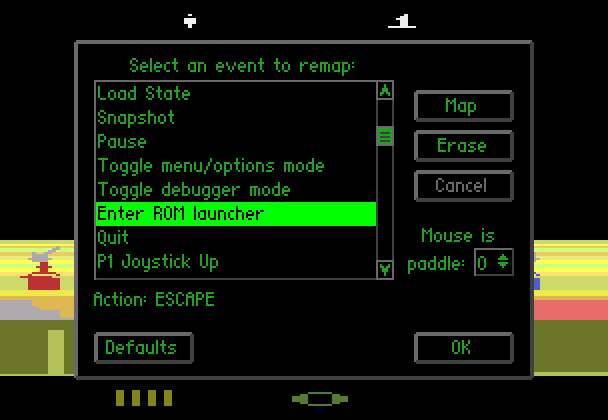 Select an event to remap:
Load State
Snapshot
Pause
Toggle menu/options mode
Toggle debugger mode
Enter ROM launcher
Quit
P1 Joystick Up
Map
Erase
Cancel
Mouse is
paddle: 0
Action: ESCAPE
Defaults
OK